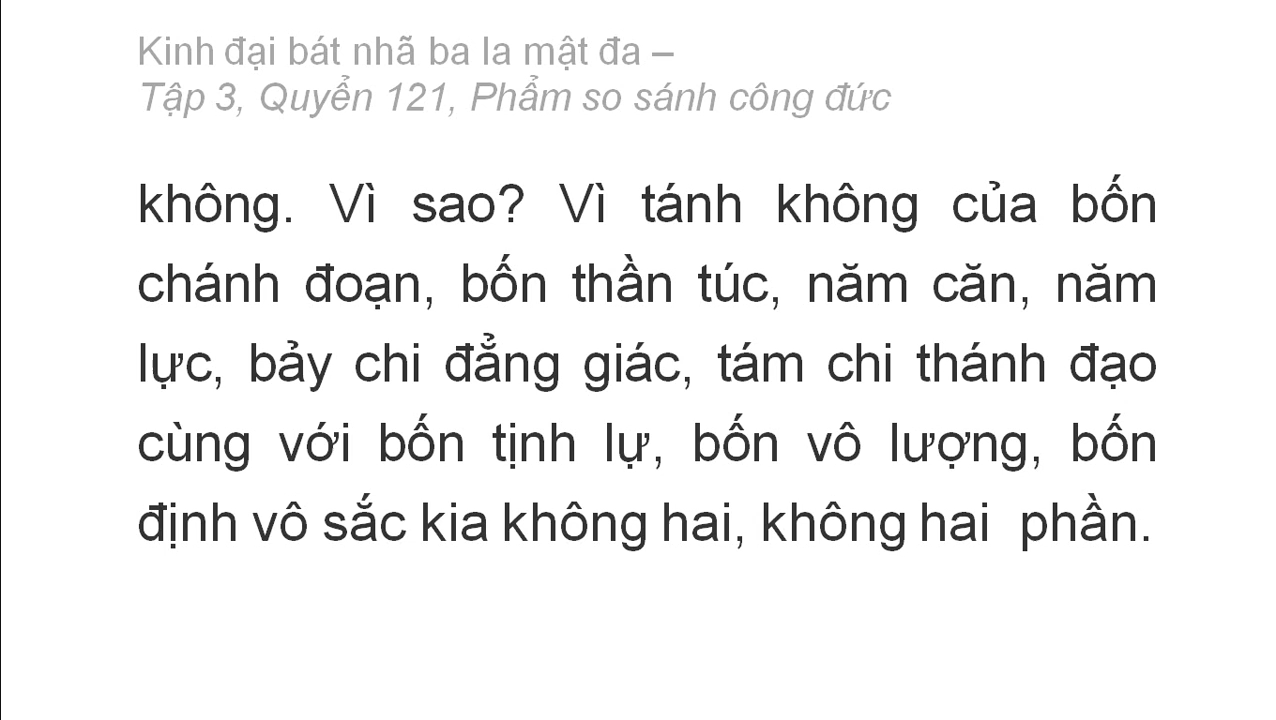 Kinh đại bát nhã ba la mật đa –
Tập 3, Quyển 121, Phẩm so sánh công đức
không. Vì sao? Vì tánh không của bốn
chánh đoạn, bốn thần túc, năm căn, năm
lực, bảy chi đẳng giác, tám chi thánh đạo
cùng với bốn tịnh lự, bốn vô lượng, bốn
định vô sắc kia không hai, không hai phần.